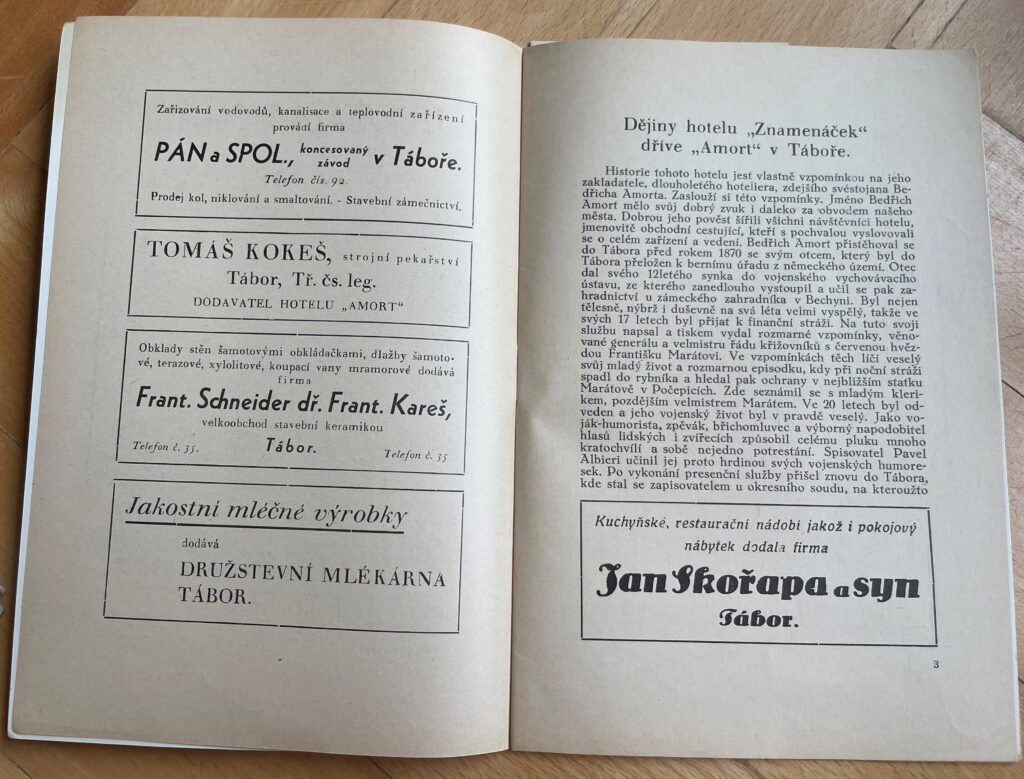 Zařizování vodovodů, kanalisace a teplovodní zařízení
provádí firma
PÁN a SPOL., koncesovaný závod v Táboře.
Telefon čís. 92.
Prodej kol, niklování a smaltování. - Stavební zámečnictví.
TOMÁŠ KOKEŠ, strojní pekařství
Tábor, Tř. čs. leg.
DODAVATEL HOTELU „AMORT“
Obklady stěn šamotovými obkládačkami, dlažby šamoto-
vé, terazové, xylolitové, koupací vany mramorové dodává
firma
Frant. Schneider dř. Frant. Kareš,
velkoobchod stavební keramikou
Telefon č. 35. Tábor. Telefon č. 35
Jakostní mléčné výrobky
dodává
DRUŽSTEVNÍ MLÉKÁRNA
TÁBOR.
Dějiny hotelu „Znamenáček“
dříve „Amort“ v Táboře.
Historie tohoto hotelu jest vlastně vzpomínkou na jeho
zakladatele, dlouholetého hoteliera, zdejšího svéstojana Be-
dřicha Amorta. Zaslouží si této vzpomínky. Jméno Bedřich
Amort mělo svůj dobrý zvuk i daleko za obvodem našeho
města. Dobrou jeho pověst šířili všichni návštěvníci hotelu,
jmenovitě obchodní cestující, kteří s pochvalou vyslovovali
se o celém zařízení a vedení. Bedřich Amort přistěhoval se
do Tábora před rokem 1870 se svým otcem, který byl do
Tábora přeložen k bernímu úřadu z německého území. Otec
dal svého 12letého synka do vojenského vychovávacího
ústavu, ze kterého zanedlouho vystoupil a učil se pak za-
hradnictví u zámeckého zahradníka v Bechyni. Byl nejen
tělesně, nýbrž i duševně na svá léta velmi vyspělý, takže ve
svých 17 letech byl přijat k finanční stráži. Na tuto svoji
službu napsal a tiskem vydal rozmarné vzpomínky, věno-
vané generálu a velmistru řádu křižovníků s červenou hvěz-
dou Františku Marátovi. Ve vzpomínkách těch líčí veselý
svůj mladý život a rozmarnou episodku, kdy při noční stráži
spadl do rybníka a hledal pak ochrany v nejbližším statku
Marátově v Počepicích. Zde seznámil se s mladým kleri-
kem, pozdějším velmistrem Marátem. Ve 20 letech byl od-
veden a jeho vojenský život byl v pravdě veselý. Jako vo-
ják-humorista, zpěvák, břichomluvec a výborný napodobitel
hlasů lidských i zvířecích způsobil celému pluku mnoho
kratochvílí a sobě nejedno potrestání. Spisovatel Pavel
Albieri učinil jej proto hrdinou svých vojenských humore-
sek. Po vykonání presenční služby přišel znovu do Tábora,
kde stal se zapisovatelem u okresního soudu, na kteroužto
Kuchyňské, restaurační nádobí jakož i pokojový
nábytek dodala firma
Jan Skořapa a syn
Tábor.
3